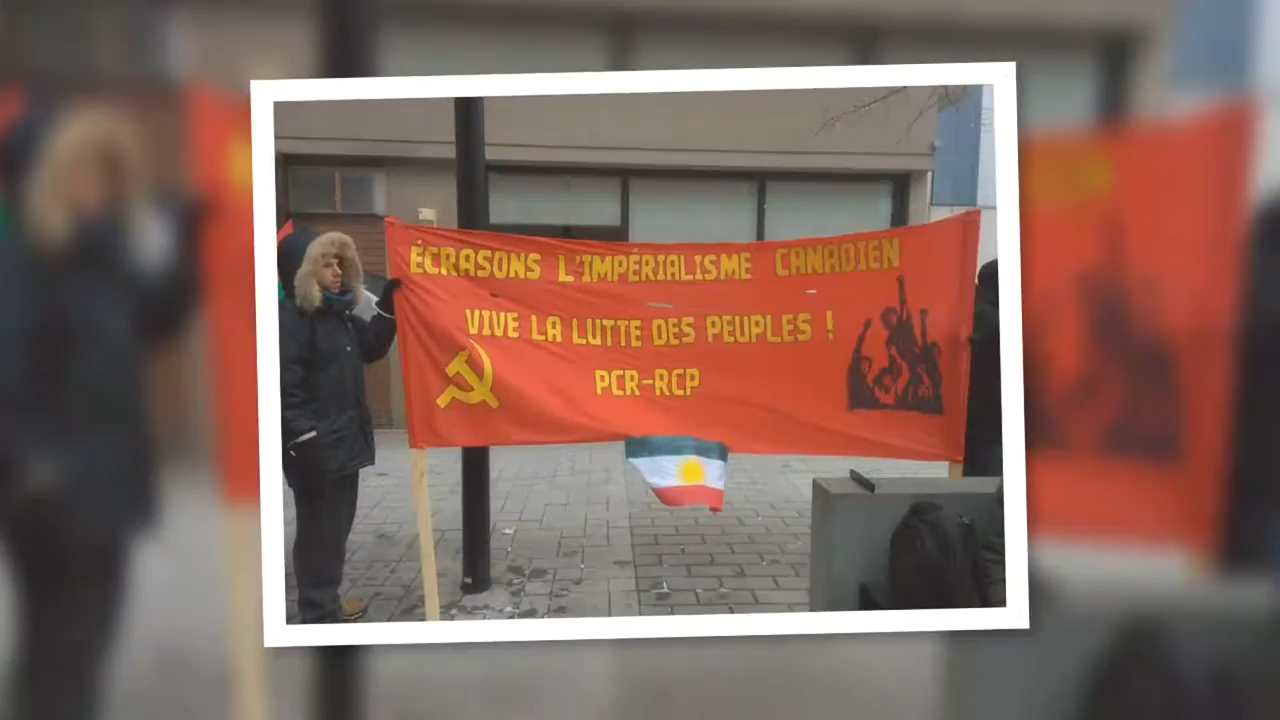 ÉCRASONS L'IMPÉRIALISME CANADIEN
VIVE LA LUTTE DES PEUPLES !
PCR-RCP